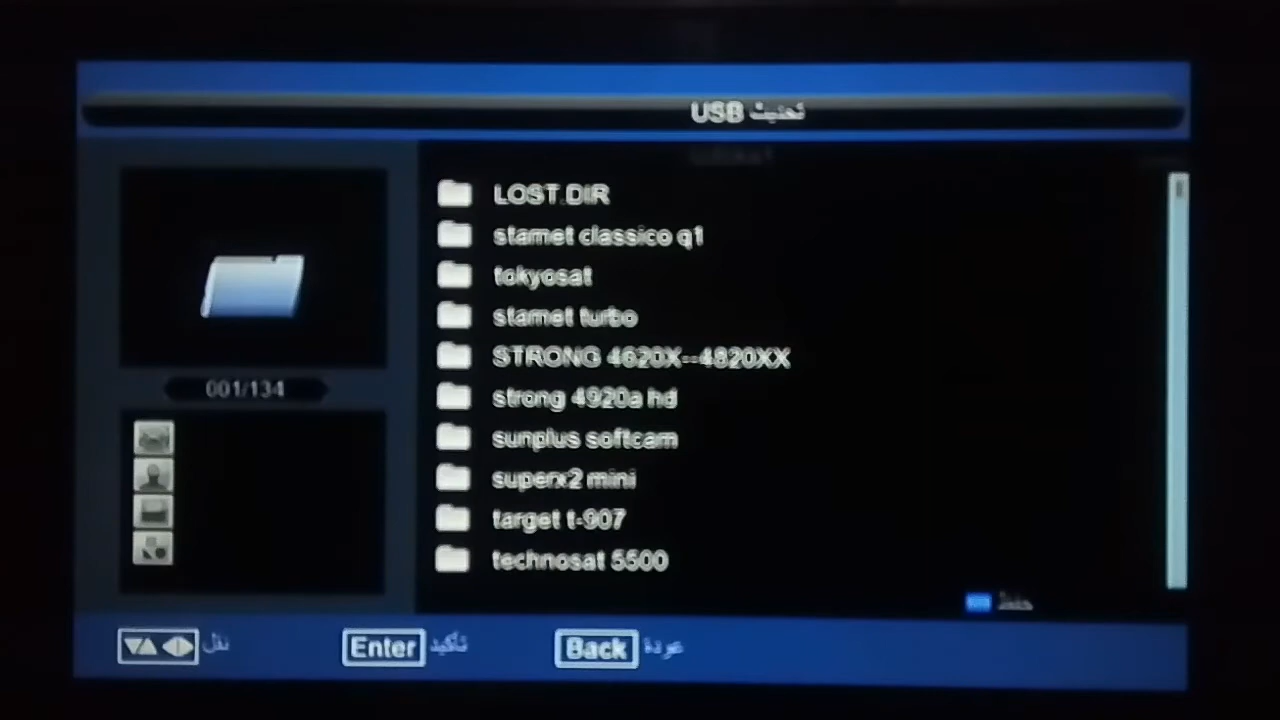 تحديث USB
LOST.DIR
starnet classico q1
tokyosat
starnet turbo
STRONG 4620X--4820XX
strong 4920a hd
sunplus softcam
superx2 mini
target t-907
technosat 5500
001/134
حفظ
نقل
Enter تأكيد
Back عودة